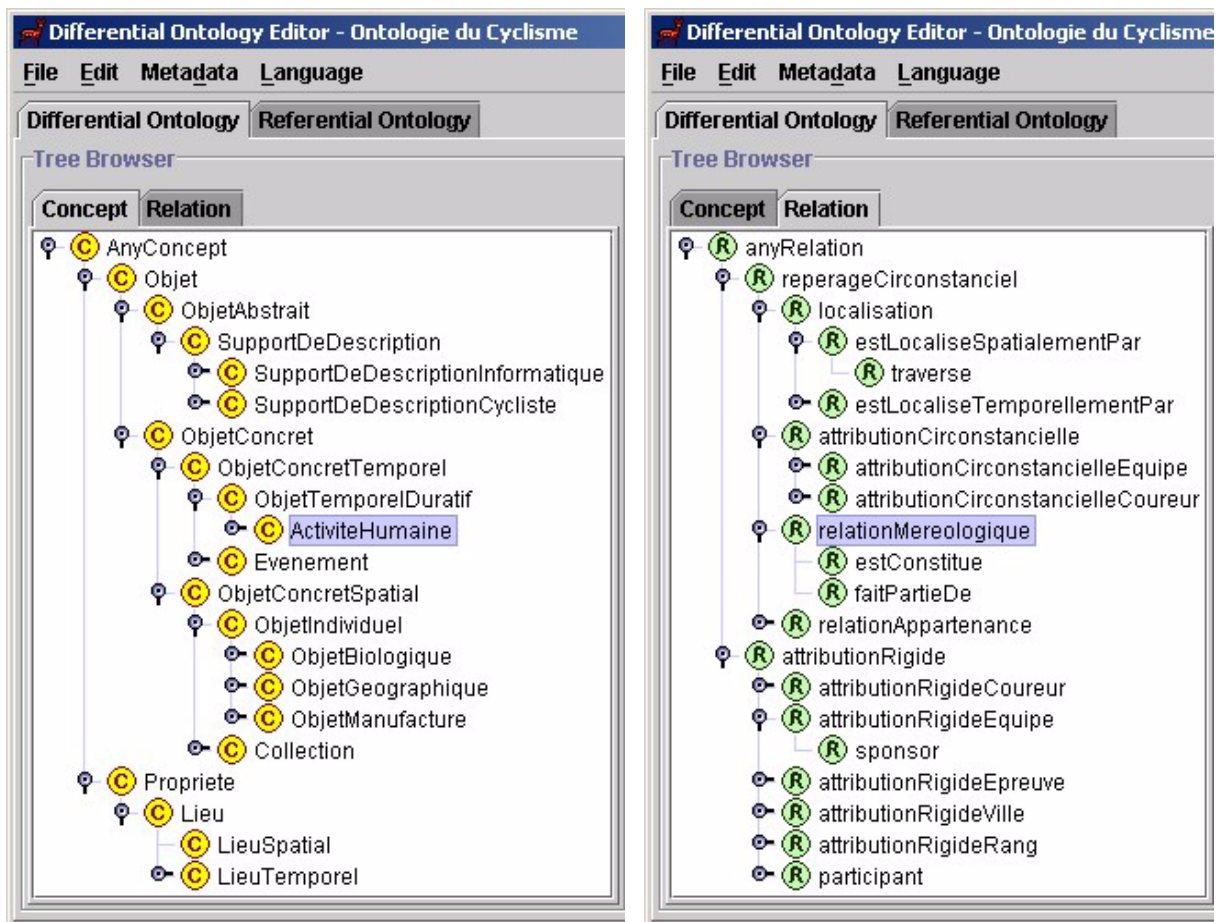 Differential Ontology Editor - Ontologie du Cyclisme
File Edit Metadata Language
Differential Ontology Referential Ontology
Tree Browser
Concept Relation
C AnyConcept
C Objet
C ObjetAbstrait
C SupportDeDescription
C SupportDeDescriptionInformatique
C SupportDeDescriptionCycliste
C ObjetConcret
C ObjetConcretTemporel
C ObjetTemporelDuratif
C ActiviteHumaine
C Evenement
C ObjetConcretSpatial
C ObjetIndividuel
C ObjetBiologique
C ObjetGeographique
C ObjetManufacture
C Collection
C Propriete
C Lieu
C LieuSpatial
C LieuTemporel
Differential Ontology Editor - Ontologie du Cyclisme
File Edit Metadata Language
Differential Ontology Referential Ontology
Tree Browser
Concept Relation
R anyRelation
R reperageCirconstanciel
R localisation
R estLocaliseSpatialementPar
R traverse
R estLocaliseTemporellementPar
R attributionCirconstancielle
R attributionCirconstancielleEquipe
R attributionCirconstancielleCoureur
R relationMereologique
R estConstitue
R faitPartieDe
R relationAppartenance
R attributionRigide
R attributionRigideCoureur
R attributionRigideEquipe
R sponsor
R attributionRigideEpreuve
R attributionRigideVille
R attributionRigideRang
R participant